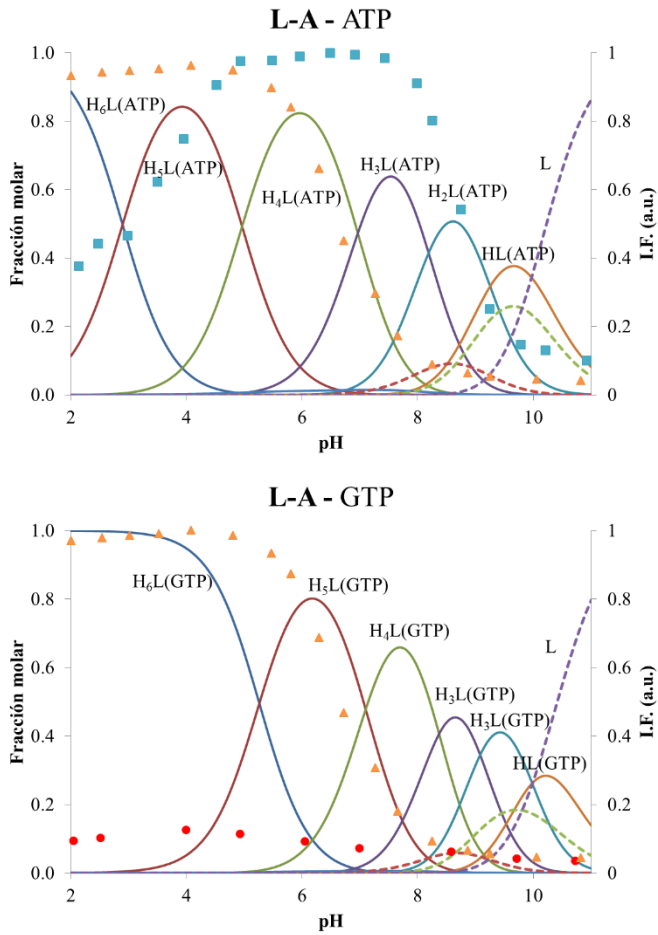 L-A - ATP
1.0
0.8
0.6
0.4
0.2
0.0
Fracción molar
1
0.8
0.6
0.4
0.2
0
I.F. (a.u.)
H₆L(ATP)
H₅L(ATP)
H₄L(ATP)
H₃L(ATP)
H₂L(ATP)
HL(ATP)
L
2 4 6 8 10
pH
L-A - GTP
1.0
0.8
0.6
0.4
0.2
0.0
Fracción molar
1
0.8
0.6
0.4
0.2
0
I.F. (a.u.)
H₆L(GTP)
H₅L(GTP)
H₄L(GTP)
H₃L(GTP)
H₃L(GTP)
HL(GTP)
L
2 4 6 8 10
pH